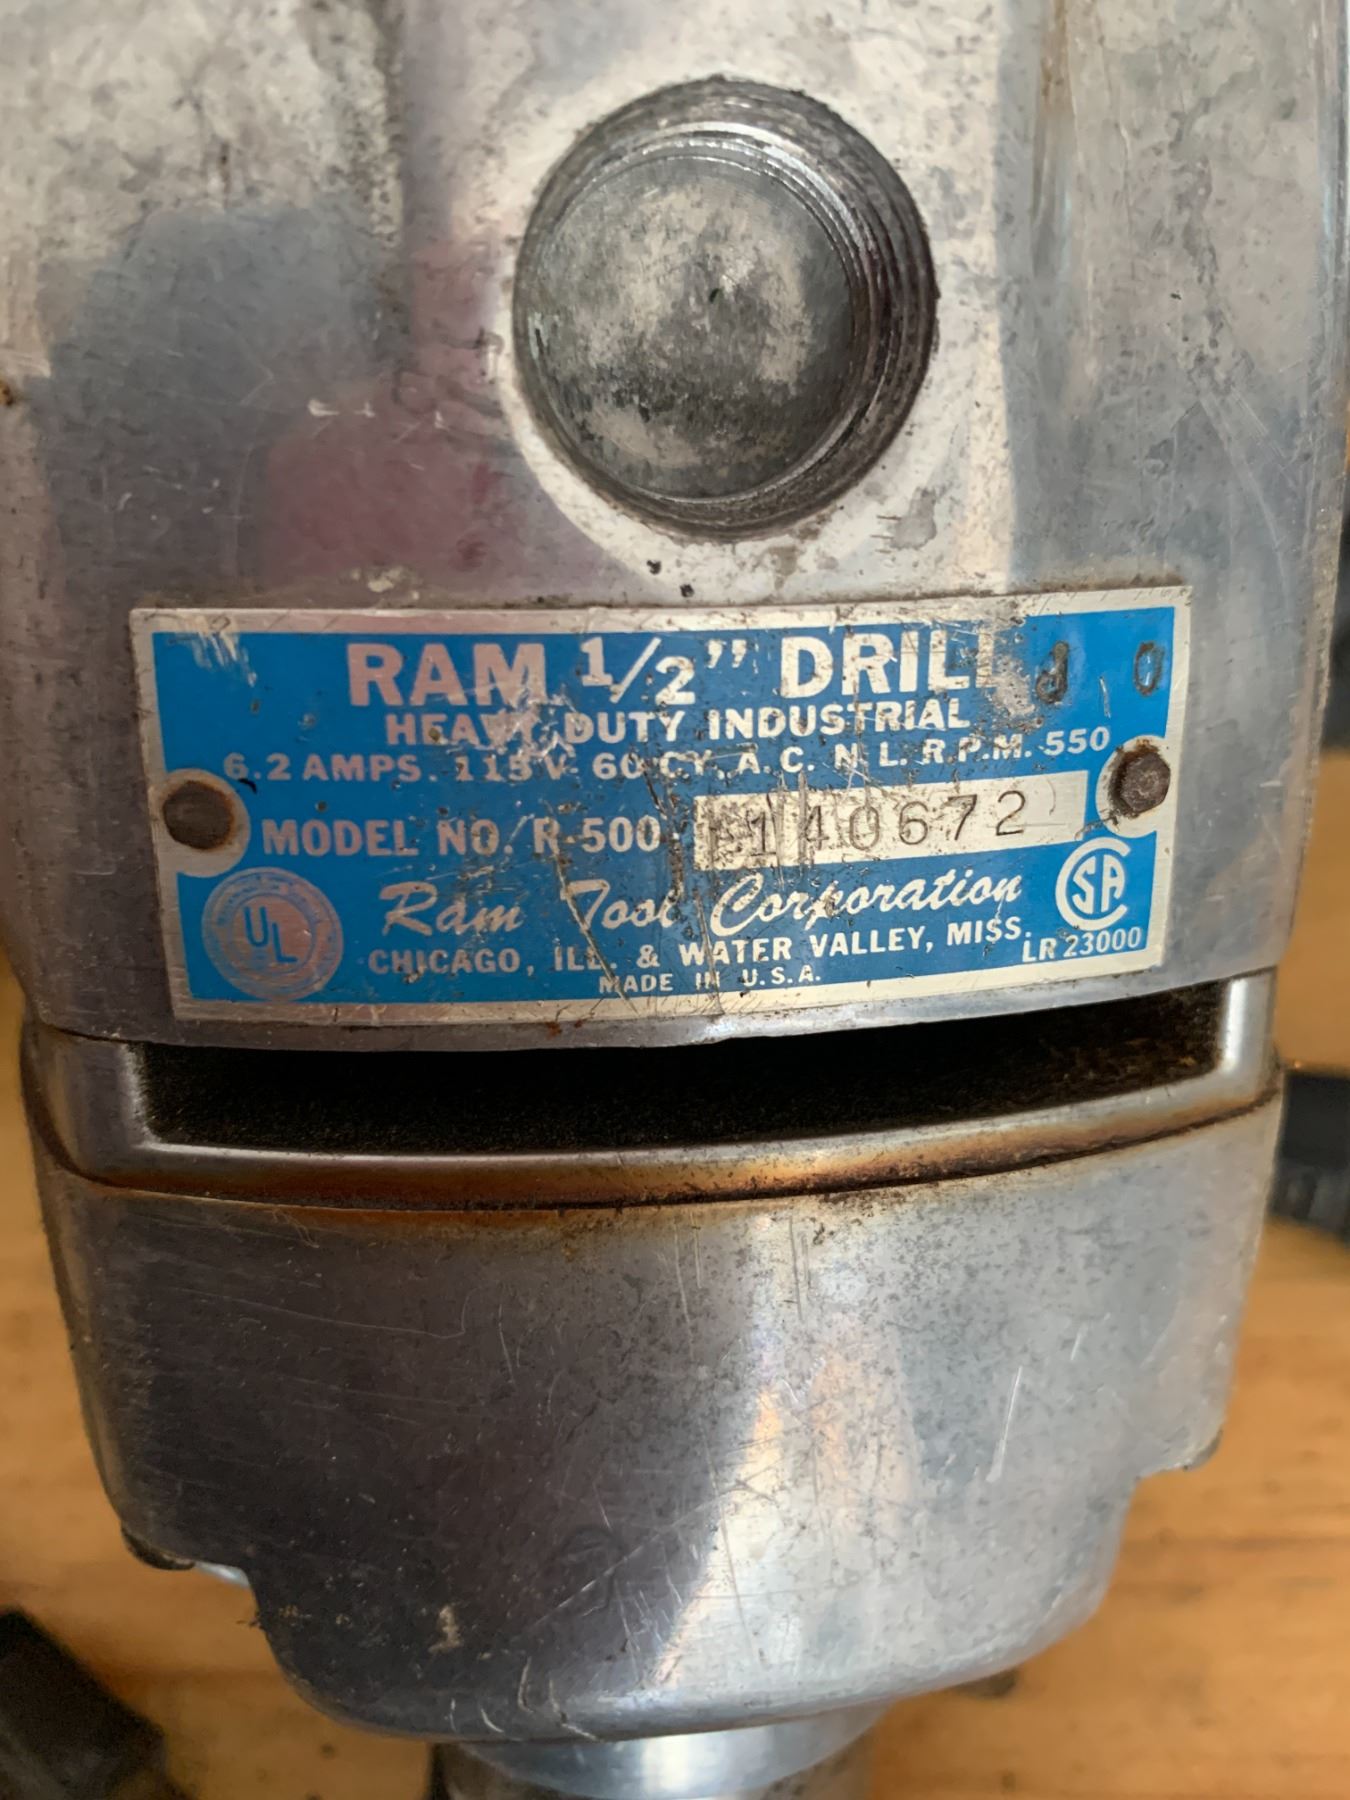 RAM 1/2" DRILL
HEAVY DUTY INDUSTRIAL
6.2 AMPS. 115 V. 60 CY. A.C. N.L. R.P.M. 550
MODEL NO. R-500 140672
UL
Ram Tool Corporation
CSA
CHICAGO, ILL. & WATER VALLEY, MISS.
LR 23000
MADE IN U.S.A.